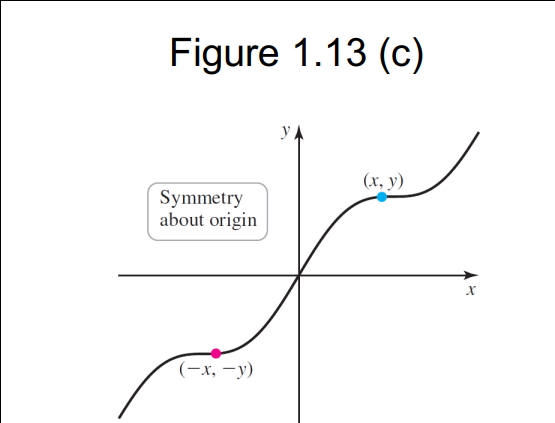 Figure 1.13 (c)
y
(x, y)
Symmetry
about origin
x
(−x, −y)